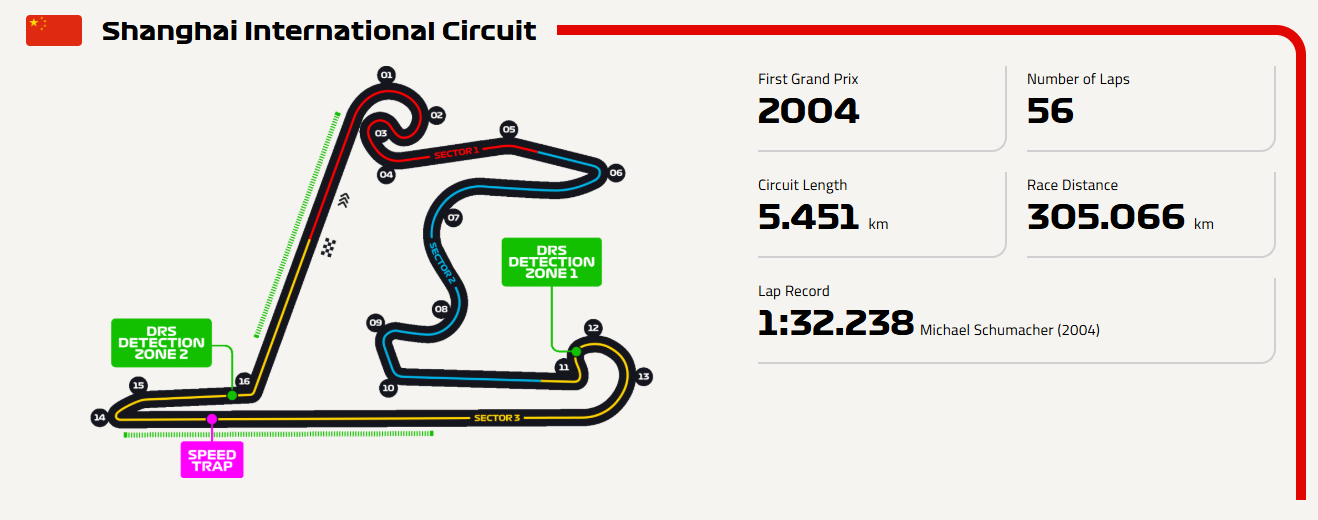 Shanghai International Circuit
01
02
03
04
05
06
SECTOR 1
07
SECTOR 2
08
09
10
11
12
13
14
15
16
DRS
DETECTION
ZONE 1
DRS
DETECTION
ZONE 2
SECTOR 3
SPEED
TRAP
First Grand Prix
2004
Number of Laps
56
Circuit Length
5.451 km
Race Distance
305.066 km
Lap Record
1:32.238 Michael Schumacher (2004)